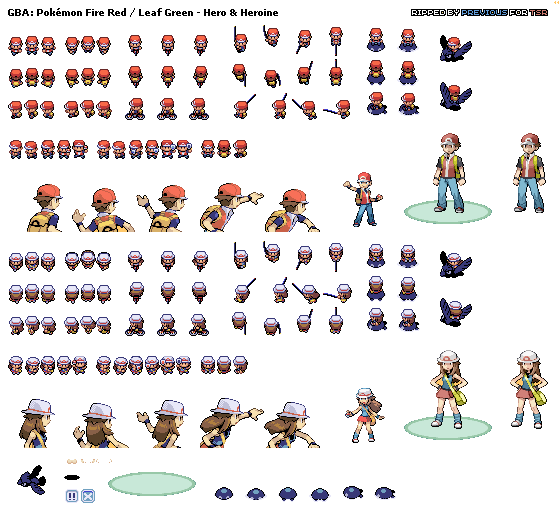 GBA: Pokémon Fire Red / Leaf Green - Hero & Heroine
RIPPED BY PREVIOUS FOR TSR